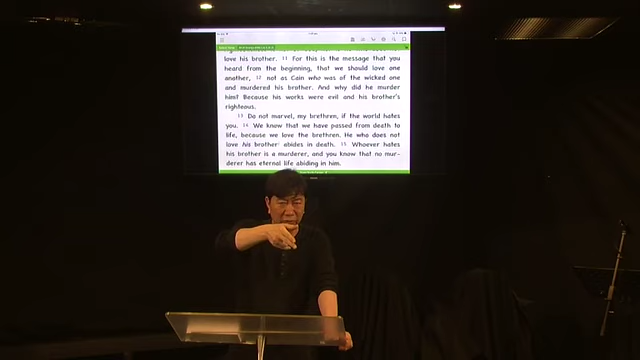 love his brother. 11 For this is the message that you
heard from the beginning, that we should love one
another, 12 not as Cain who was of the wicked one
and murdered his brother. And why did he murder
him? Because his works were evil and his brother's
righteous.
13 Do not marvel, my brethren, if the world hates
you. 14 We know that we have passed from death to
life, because we love the brethren. He who does not
love his brother abides in death. 15 Whoever hates
his brother is a murderer, and you know that no mur-
derer has eternal life abiding in him.